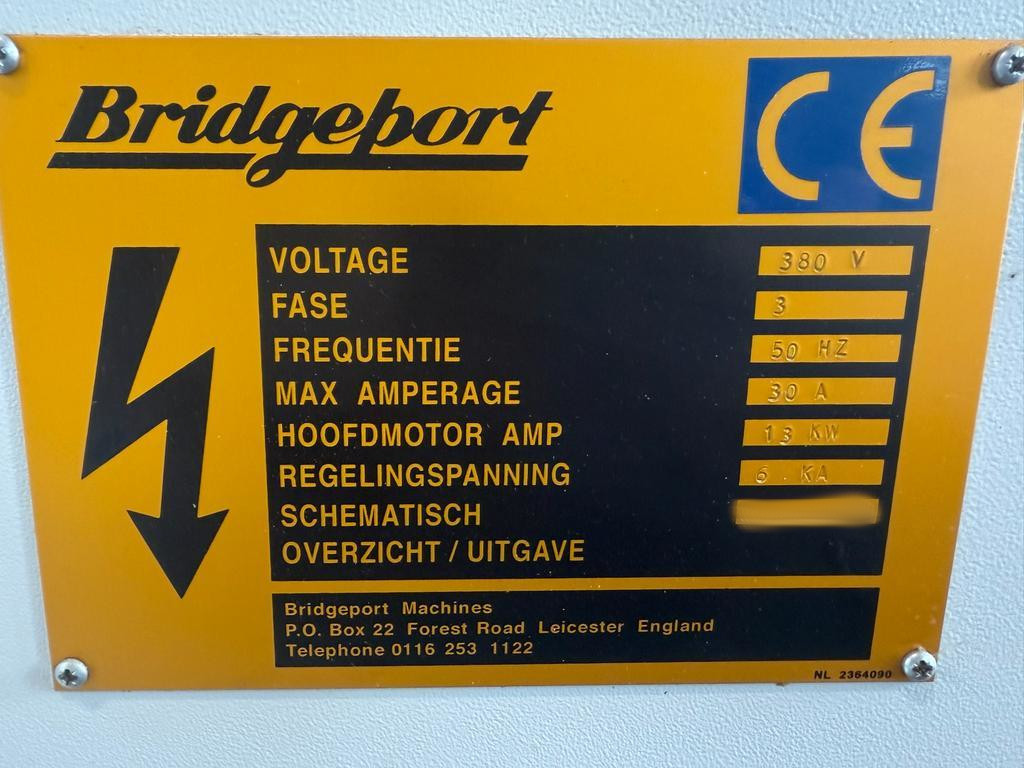 Bridgeport
CE
VOLTAGE 380 V
FASE 3
FREQUENTIE 50 HZ
MAX AMPERAGE 30 A
HOOFDMOTOR AMP 13 KW
REGELINGSPANNING 6 KA
SCHEMATISCH
OVERZICHT / UITGAVE
Bridgeport Machines
P.O. Box 22 Forest Road Leicester England
Telephone 0116 253 1122
NL 2364090